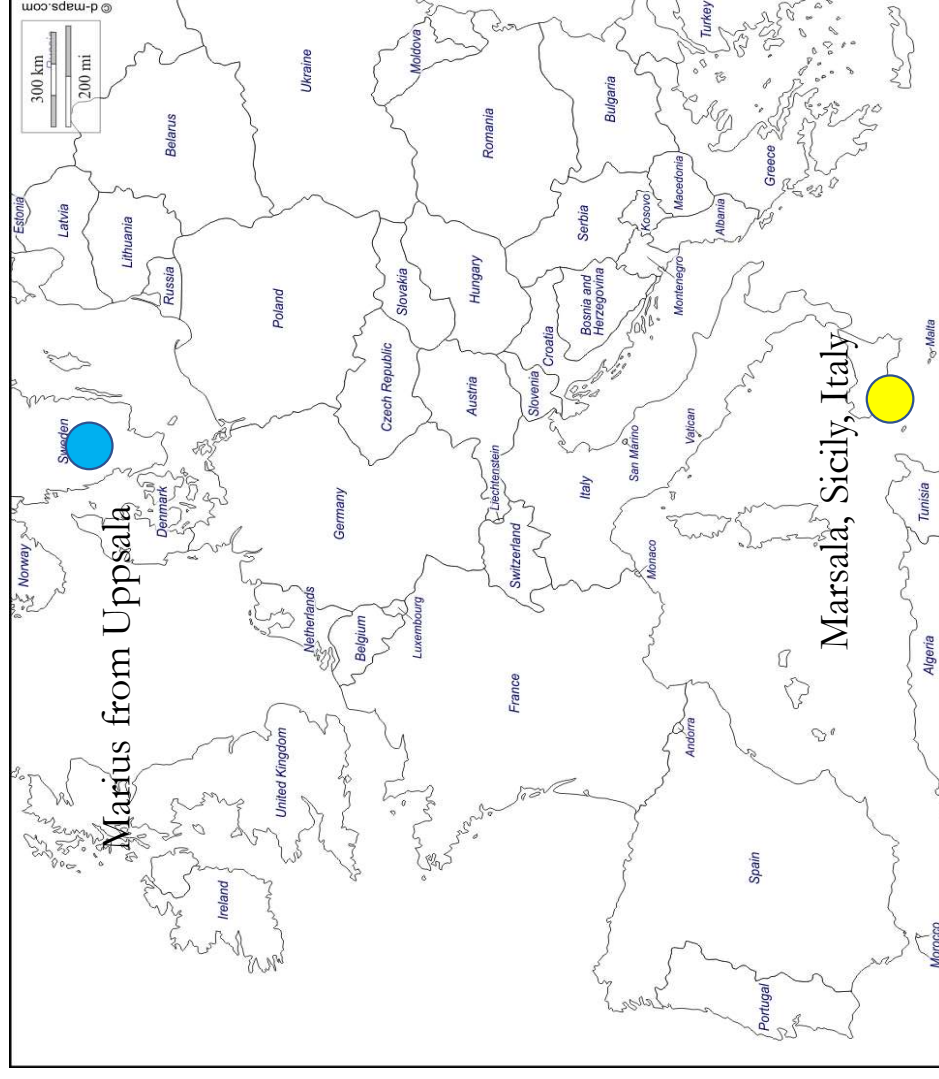 © d-maps.com
300 km
200 mi
Russia
Norway
Sweden
Estonia
Latvia
Lithuania
Russia
Belarus
Denmark
Marius from Uppsala
Ireland
United Kingdom
Netherlands
Belgium
Luxembourg
Germany
Poland
Ukraine
Czech Republic
Slovakia
Moldova
France
Switzerland
Liechtenstein
Austria
Hungary
Romania
Slovenia
Croatia
Bosnia and
Herzegovina
Serbia
Bulgaria
Italy
San Marino
Monaco
Montenegro
Kosovo
Macedonia
Albania
Vatican
Andorra
Portugal
Spain
Greece
Turkey
Marsala, Sicily, Italy
Morocco
Algeria
Tunisia
Malta